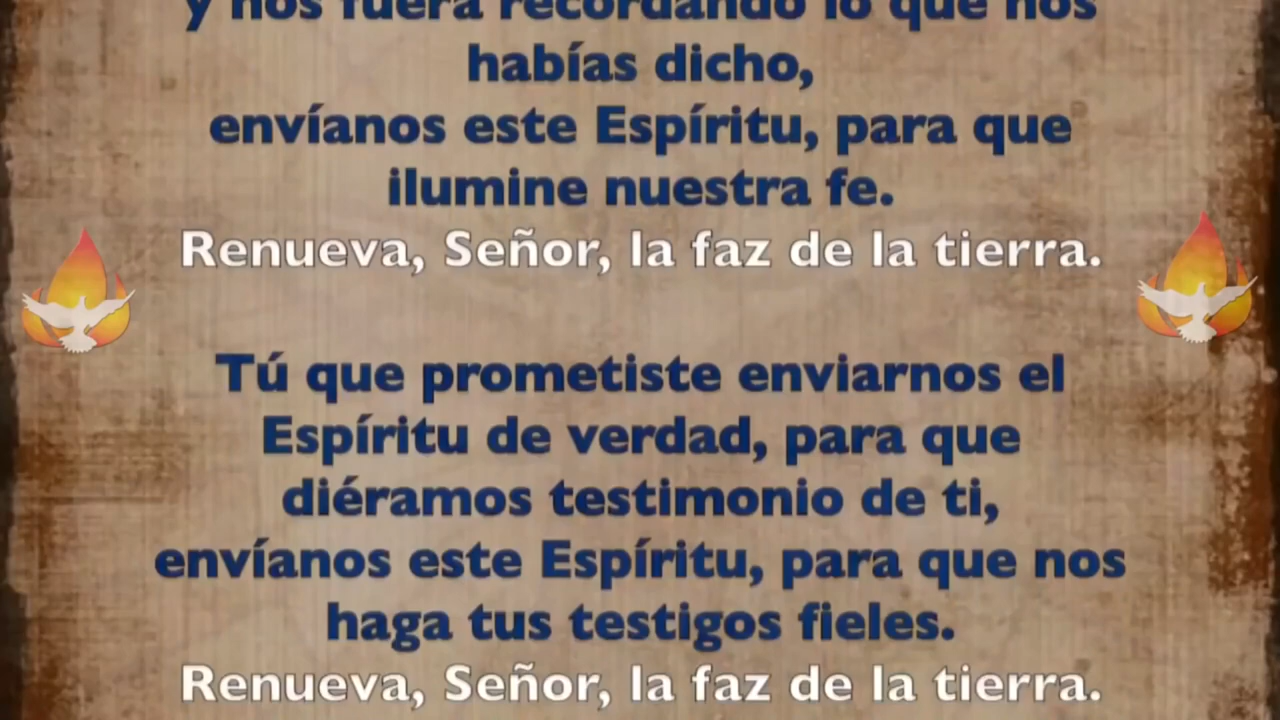 y nos fuera recordando lo que nos
habías dicho,
envíanos este Espíritu, para que
ilumine nuestra fe.
Renueva, Señor, la faz de la tierra.
Tú que prometiste enviarnos el
Espíritu de verdad, para que
diéramos testimonio de ti,
envíanos este Espíritu, para que nos
haga tus testigos fieles.
Renueva, Señor, la faz de la tierra.